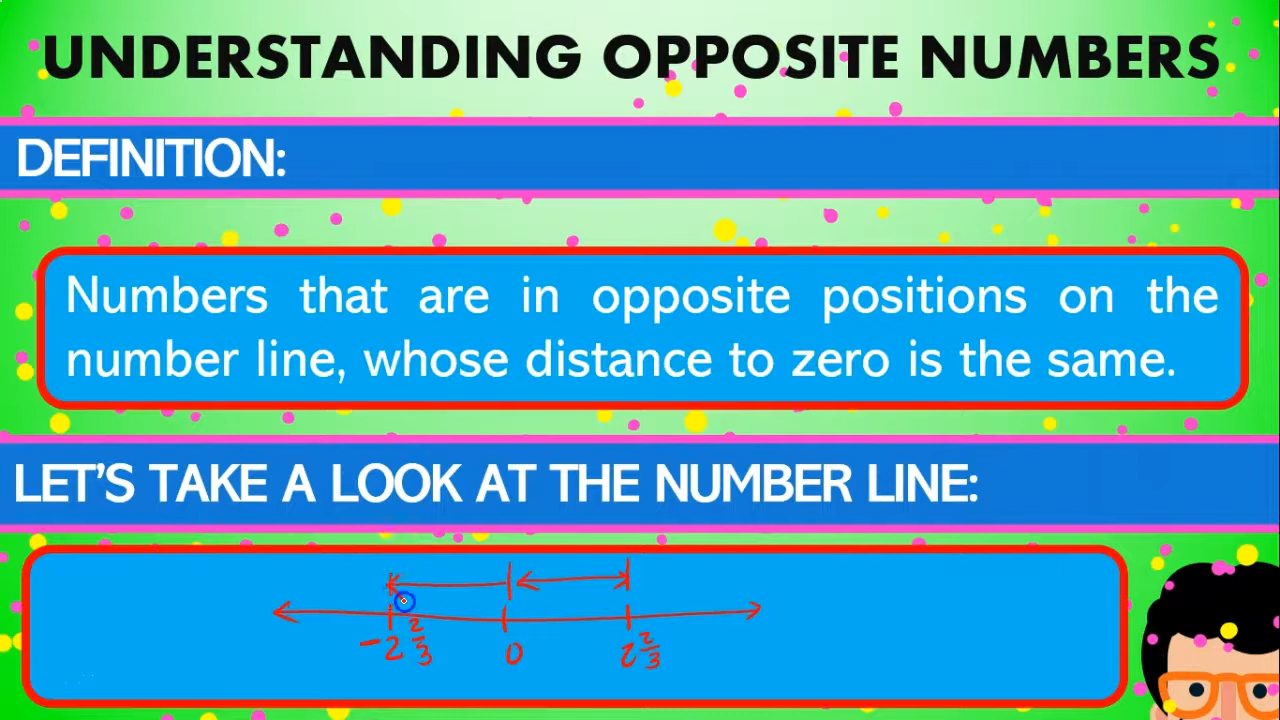 UNDERSTANDING OPPOSITE NUMBERS
DEFINITION:
Numbers that are in opposite positions on the
number line, whose distance to zero is the same.
LET'S TAKE A LOOK AT THE NUMBER LINE:
-2 2/3 0 2 2/3